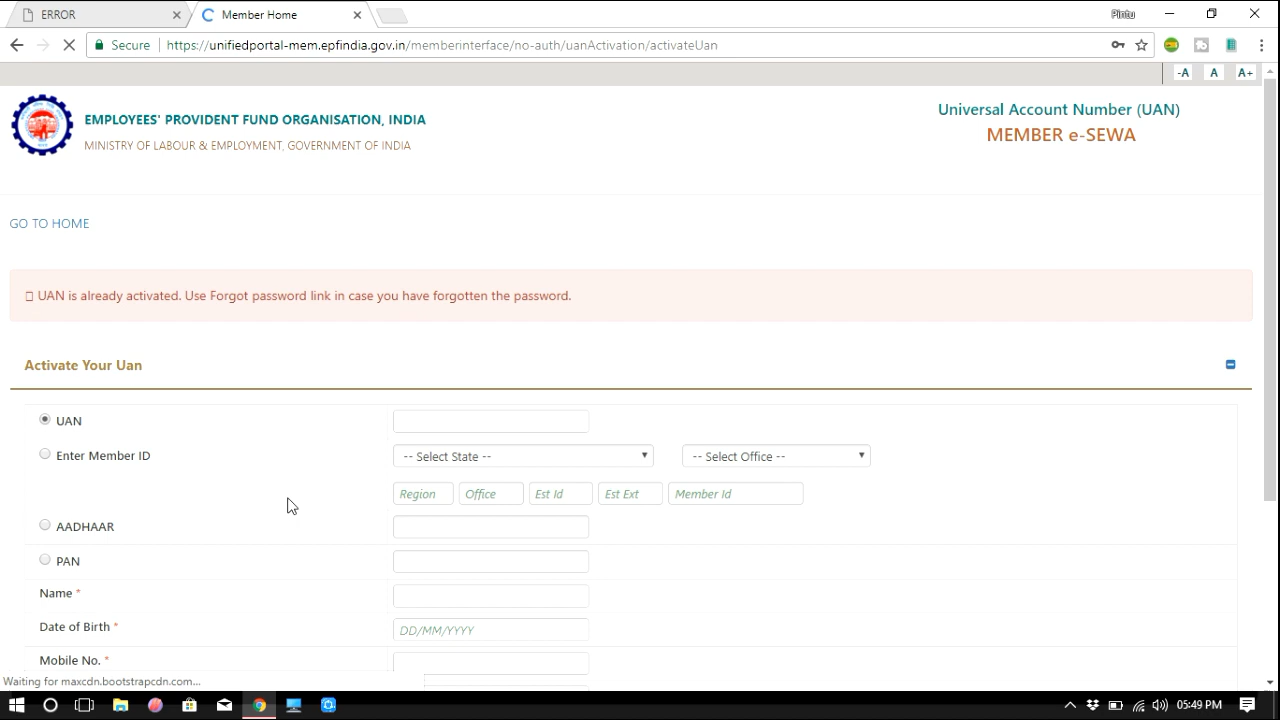 ERROR
Member Home
Pintu
Secure
https://unifiedportal-mem.epfindia.gov.in/memberinterface/no-auth/uanActivation/activateUan
-A A A+
EMPLOYEES' PROVIDENT FUND ORGANISATION, INDIA
MINISTRY OF LABOUR & EMPLOYMENT, GOVERNMENT OF INDIA
Universal Account Number (UAN)
MEMBER e-SEWA
GO TO HOME
UAN is already activated. Use Forgot password link in case you have forgotten the password.
Activate Your Uan
UAN
Enter Member ID -- Select State -- -- Select Office --
Region Office Est Id Est Ext Member Id
AADHAAR
PAN
Name *
Date of Birth * DD/MM/YYYY
Mobile No. *
Waiting for maxcdn.bootstrapcdn.com...
05:49 PM